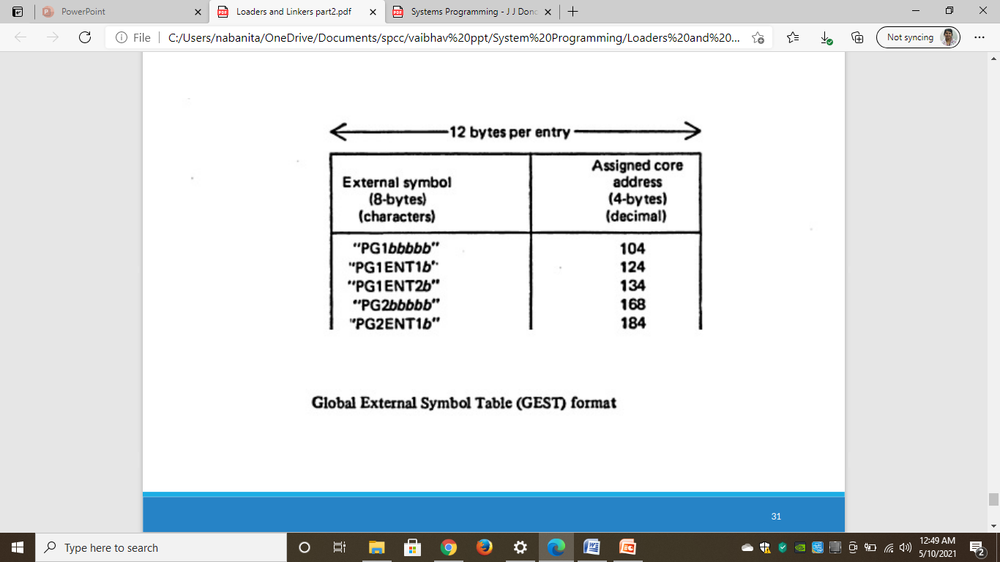 PowerPoint
Loaders and Linkers part2.pdf
Systems Programming - J J Dono
File
C:/Users/nabanita/OneDrive/Documents/spcc/vaibhav%20ppt/System%20Programming/Loaders%20and%20...
Not syncing
12 bytes per entry
External symbol
(8-bytes)
(characters)
Assigned core
address
(4-bytes)
(decimal)
"PG1bbbbb" 104
"PG1ENT1b" 124
"PG1ENT2b" 134
"PG2bbbbb" 168
"PG2ENT1b" 184
Global External Symbol Table (GEST) format
31
Type here to search
12:49 AM
5/10/2021
2